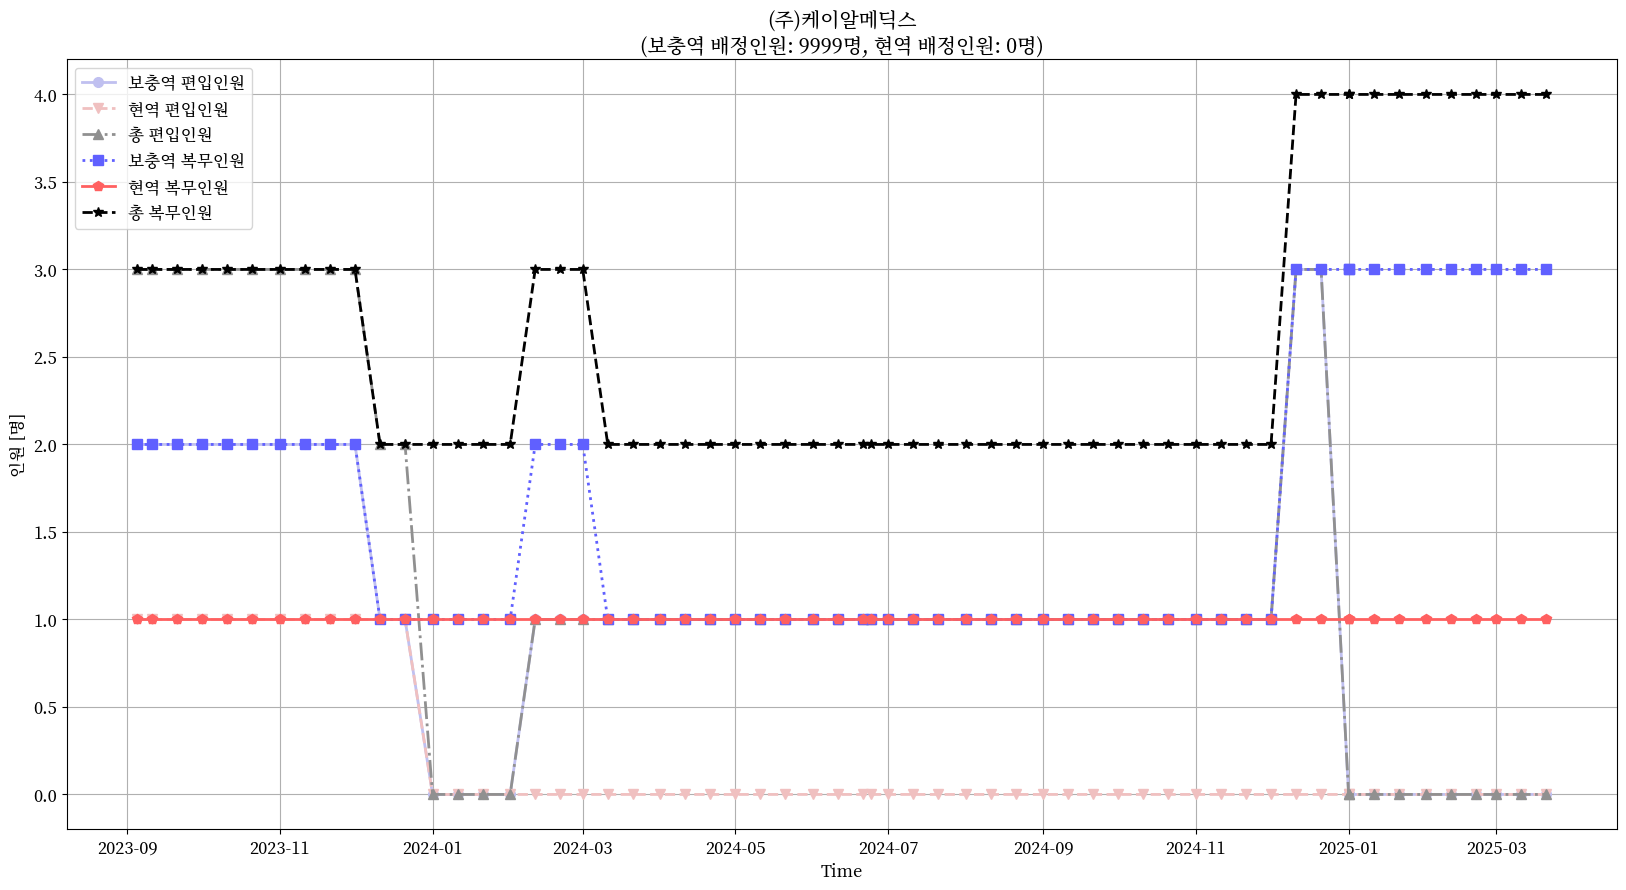 (주)케이알메딕스
(보충역 배정인원: 9999명, 현역 배정인원: 0명)
보충역 편입인원
현역 편입인원
총 편입인원
보충역 복무인원
현역 복무인원
총 복무인원
4.0
3.5
3.0
2.5
2.0
1.5
1.0
0.5
0.0
인원 [명]
2023-09 2023-11 2024-01 2024-03 2024-05 2024-07 2024-09 2024-11 2025-01 2025-03
Time